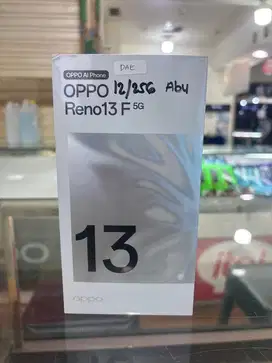 DAE
OPPO AI Phone
OPPO 12/256 Abu
Reno13 F 5G
13
oppo